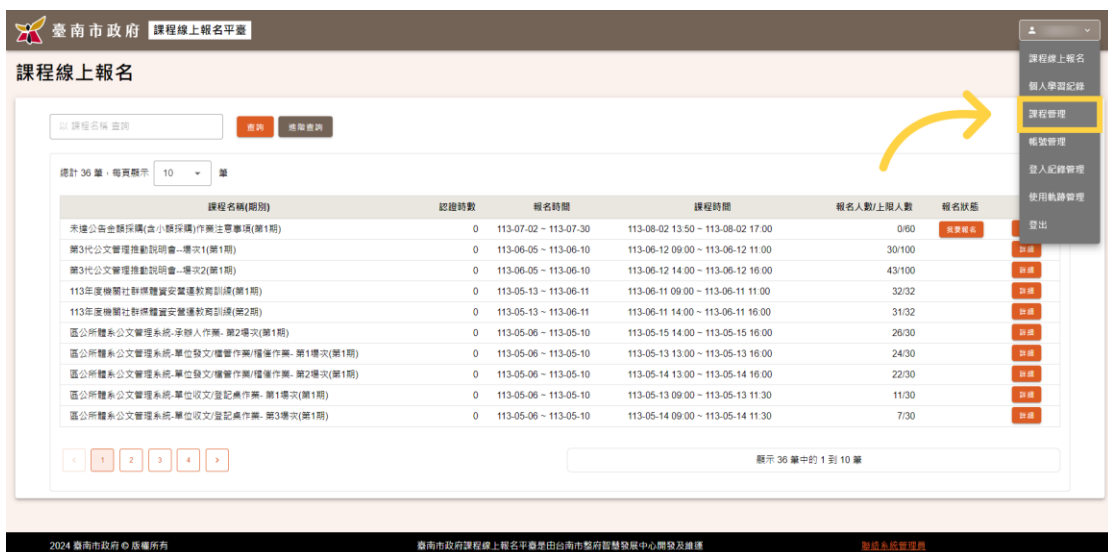 臺南市政府 課程線上報名平臺
課程線上報名
課程線上報名
個人學習紀錄
課程管理
帳號管理
登入紀錄管理
使用軌跡管理
登出
以 課程名稱 查詢 查詢 進階查詢
總計 36 筆，每頁顯示 10 筆
課程名稱(期別) 認證時數 報名時間 課程時間 報名人數/上限人數 報名狀態
未達公告金額採購(含小額採購)作業注意事項(第1期) 0 113-07-02 ~ 113-07-30 113-08-02 13:50 ~ 113-08-02 17:00 0/60 我要報名
第3代公文管理推動說明會--場次1(第1期) 0 113-06-05 ~ 113-06-10 113-06-12 09:00 ~ 113-06-12 11:00 30/100 詳細
第3代公文管理推動說明會--場次2(第1期) 0 113-06-05 ~ 113-06-10 113-06-12 14:00 ~ 113-06-12 16:00 43/100 詳細
113年度機關社群媒體資安營運教育訓練(第1期) 0 113-05-13 ~ 113-06-11 113-06-11 09:00 ~ 113-06-11 11:00 32/32 詳細
113年度機關社群媒體資安營運教育訓練(第2期) 0 113-05-13 ~ 113-06-11 113-06-11 14:00 ~ 113-06-11 16:00 31/32 詳細
區公所體系公文管理系統-承辦人作業- 第2場次(第1期) 0 113-05-06 ~ 113-05-10 113-05-15 14:00 ~ 113-05-15 16:00 26/30 詳細
區公所體系公文管理系統-單位發文/檔管作業/稽催作業- 第1場次(第1期) 0 113-05-06 ~ 113-05-10 113-05-13 13:00 ~ 113-05-13 16:00 24/30 詳細
區公所體系公文管理系統-單位發文/檔管作業/稽催作業- 第2場次(第1期) 0 113-05-06 ~ 113-05-10 113-05-14 13:00 ~ 113-05-14 16:00 22/30 詳細
區公所體系公文管理系統-單位收文/登記桌作業- 第1場次(第1期) 0 113-05-06 ~ 113-05-10 113-05-13 09:00 ~ 113-05-13 11:30 11/30 詳細
區公所體系公文管理系統-單位收文/登記桌作業- 第3場次(第1期) 0 113-05-06 ~ 113-05-10 113-05-14 09:00 ~ 113-05-14 11:30 7/30 詳細
< 1 2 3 4 > 顯示 36 筆中的 1 到 10 筆
2024 臺南市政府 © 版權所有 臺南市政府課程線上報名平臺是由台南市政府智慧發展中心開發及維運 聯絡系統管理員